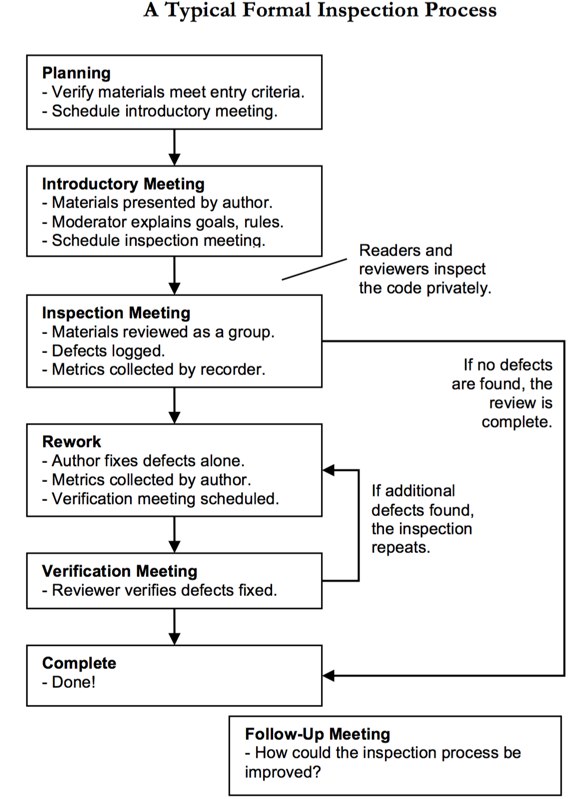 A Typical Formal Inspection Process
Planning
- Verify materials meet entry criteria.
- Schedule introductory meeting.
Introductory Meeting
- Materials presented by author.
- Moderator explains goals, rules.
- Schedule inspection meeting.
Readers and
reviewers inspect
the code privately.
Inspection Meeting
- Materials reviewed as a group.
- Defects logged.
- Metrics collected by recorder.
If no defects
are found, the
review is
complete.
Rework
- Author fixes defects alone.
- Metrics collected by author.
- Verification meeting scheduled.
If additional
defects found,
the inspection
repeats.
Verification Meeting
- Reviewer verifies defects fixed.
Complete
- Done!
Follow-Up Meeting
- How could the inspection process be
improved?